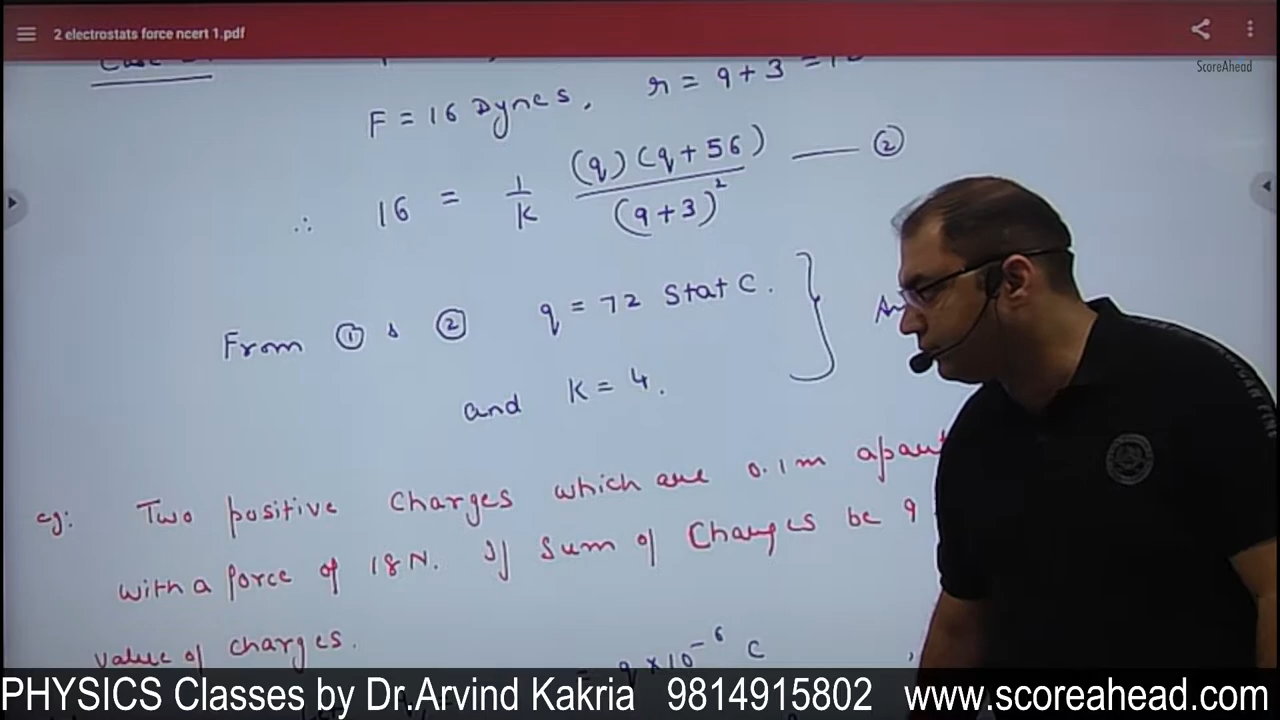 2 electrostats force ncert 1.pdf
ScoreAhead
F = 16 Dynes, r = 9 + 3 =
∴ 16 = 1/K (q)(q+56)/(9+3)² —— ②
From ① & ② q = 72 Stat C.
and K = 4.
eg: Two positive Charges which are 0.1m apart
with a force of 18N. If Sum of Charges be 9
value of charges.
= 9 × 10⁻⁶ C
PHYSICS Classes by Dr.Arvind Kakria 9814915802 www.scoreahead.com